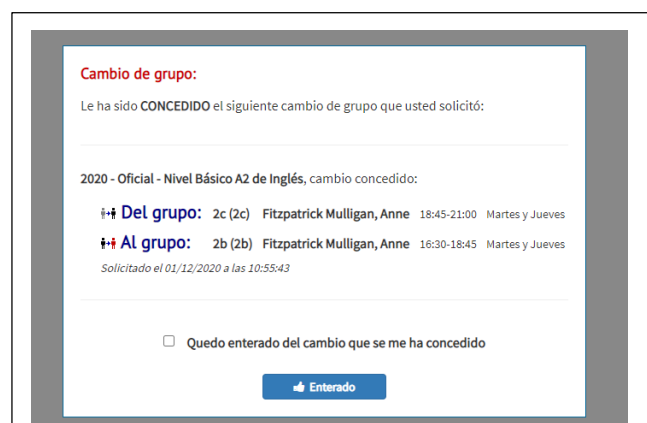 Cambio de grupo:
Le ha sido CONCEDIDO el siguiente cambio de grupo que usted solicitó:
2020 - Oficial - Nivel Básico A2 de Inglés, cambio concedido:
Del grupo: 2c (2c) Fitzpatrick Mulligan, Anne 18:45-21:00 Martes y Jueves
Al grupo: 2b (2b) Fitzpatrick Mulligan, Anne 16:30-18:45 Martes y Jueves
Solicitado el 01/12/2020 a las 10:55:43
Quedo enterado del cambio que se me ha concedido
Enterado